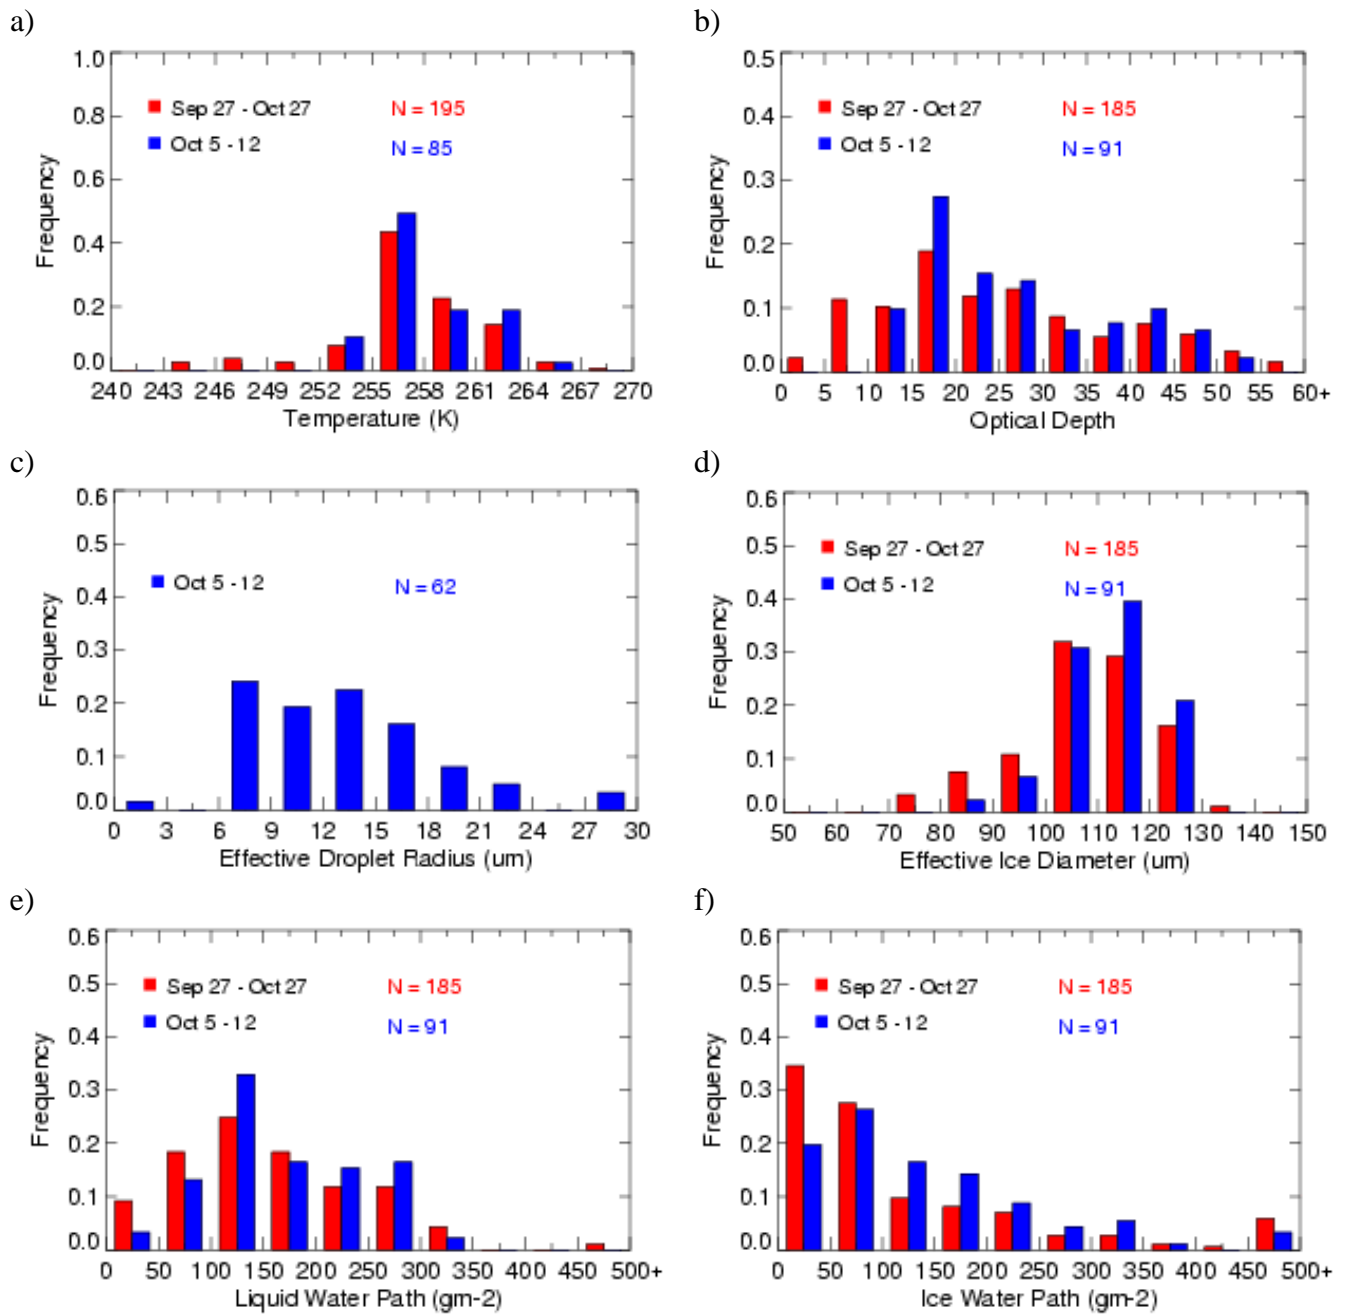 a)
1.0
0.8
0.6
0.4
0.2
0.0
Frequency
Sep 27 - Oct 27 N = 195
Oct 5 - 12 N = 85
240 243 246 249 252 256 258 262 264 267 270
Temperature (K)
b)
0.5
0.4
0.3
0.2
0.1
0.0
Frequency
Sep 27 - Oct 27 N = 185
Oct 5 - 12 N = 91
0 5 10 15 20 25 30 35 40 45 50 55 60+
Optical Depth
c)
0.6
0.5
0.4
0.3
0.2
0.1
0.0
Frequency
Oct 5 - 12 N = 62
0 3 6 9 12 15 18 21 24 27 30
Effective Droplet Radius (um)
d)
0.6
0.5
0.4
0.3
0.2
0.1
0.0
Frequency
Sep 27 - Oct 27 N = 185
Oct 5 - 12 N = 91
50 60 70 80 90 100 110 120 130 140 150
Effective Ice Diameter (um)
e)
0.6
0.5
0.4
0.3
0.2
0.1
0.0
Frequency
Sep 27 - Oct 27 N = 185
Oct 5 - 12 N = 91
0 50 100 150 200 250 300 350 400 450 500+
Liquid Water Path (gm-2)
f)
0.6
0.5
0.4
0.3
0.2
0.1
0.0
Frequency
Sep 27 - Oct 27 N = 185
Oct 5 - 12 N = 91
0 50 100 150 200 250 300 350 400 450 500+
Ice Water Path (gm-2)